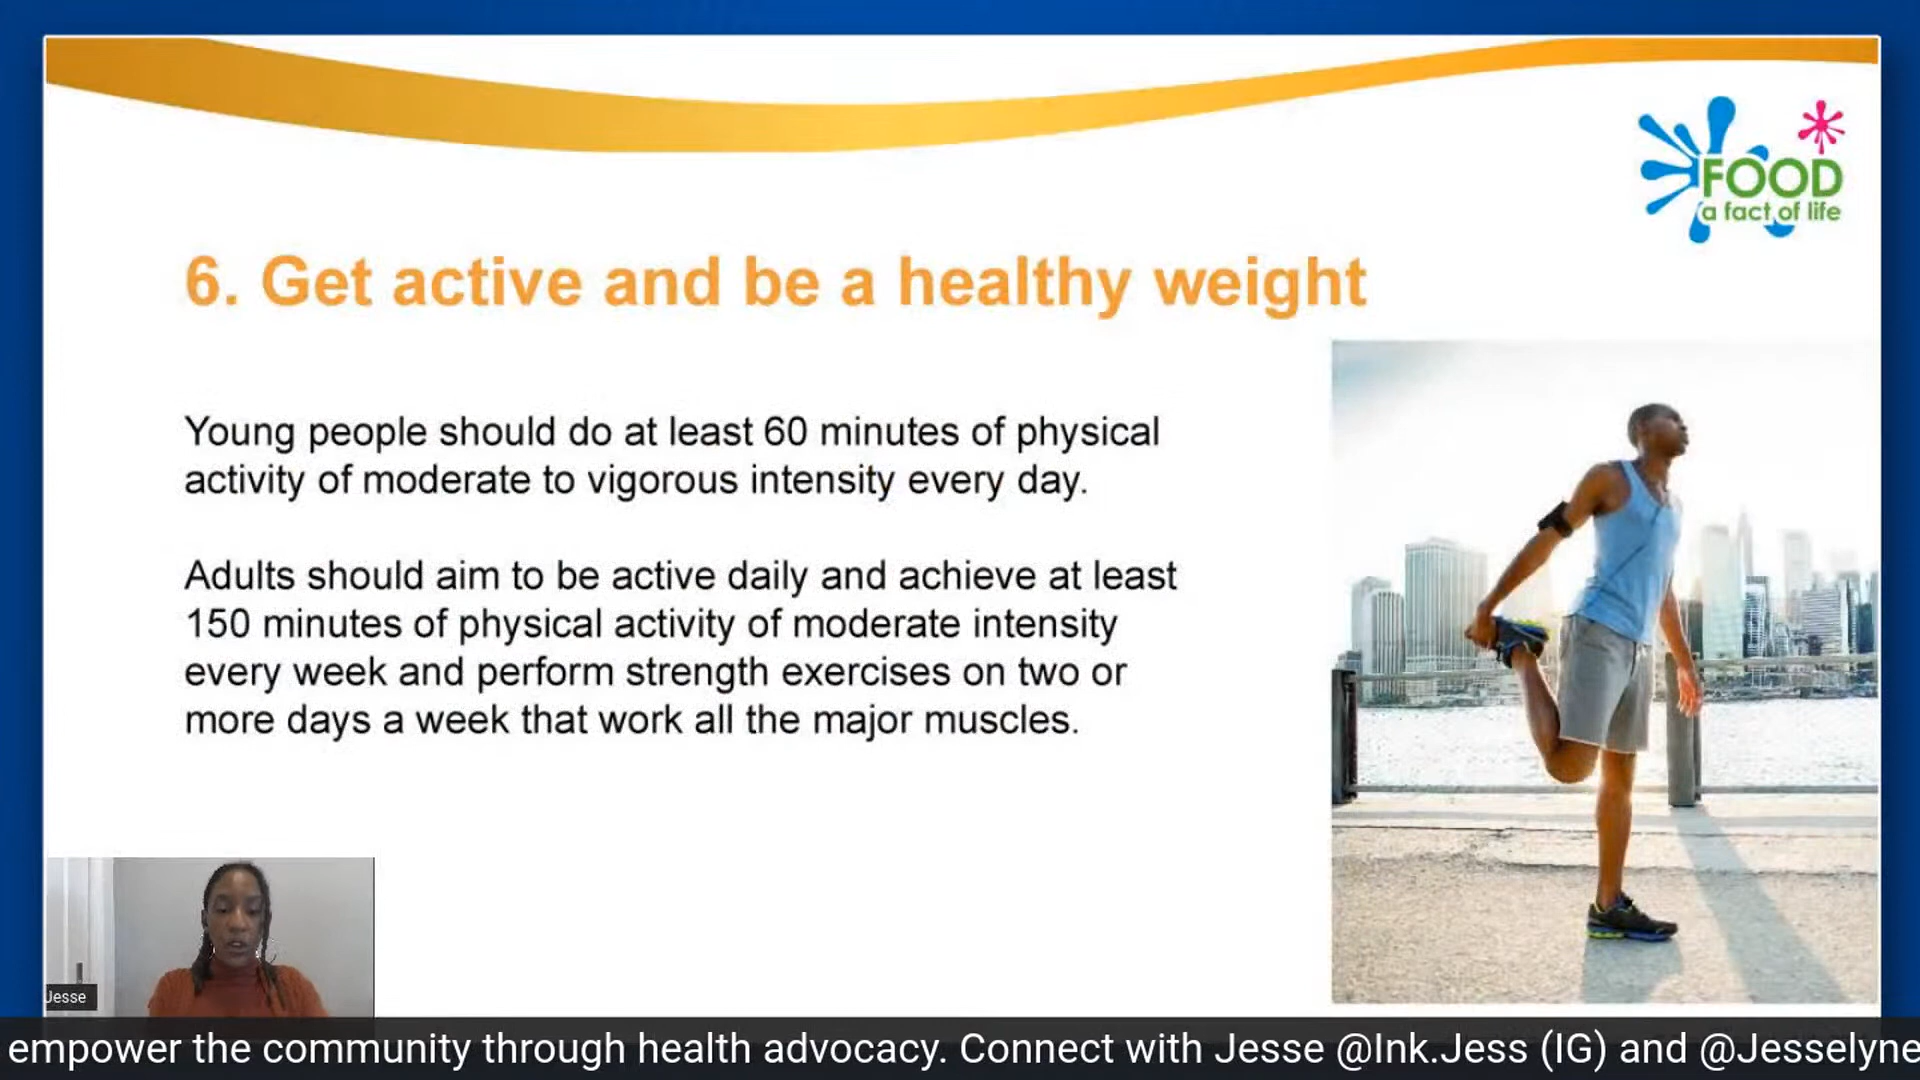 FOOD
a fact of life
6. Get active and be a healthy weight
Young people should do at least 60 minutes of physical
activity of moderate to vigorous intensity every day.
Adults should aim to be active daily and achieve at least
150 minutes of physical activity of moderate intensity
every week and perform strength exercises on two or
more days a week that work all the major muscles.
Jesse
empower the community through health advocacy. Connect with Jesse @Ink.Jess (IG) and @Jesselyne